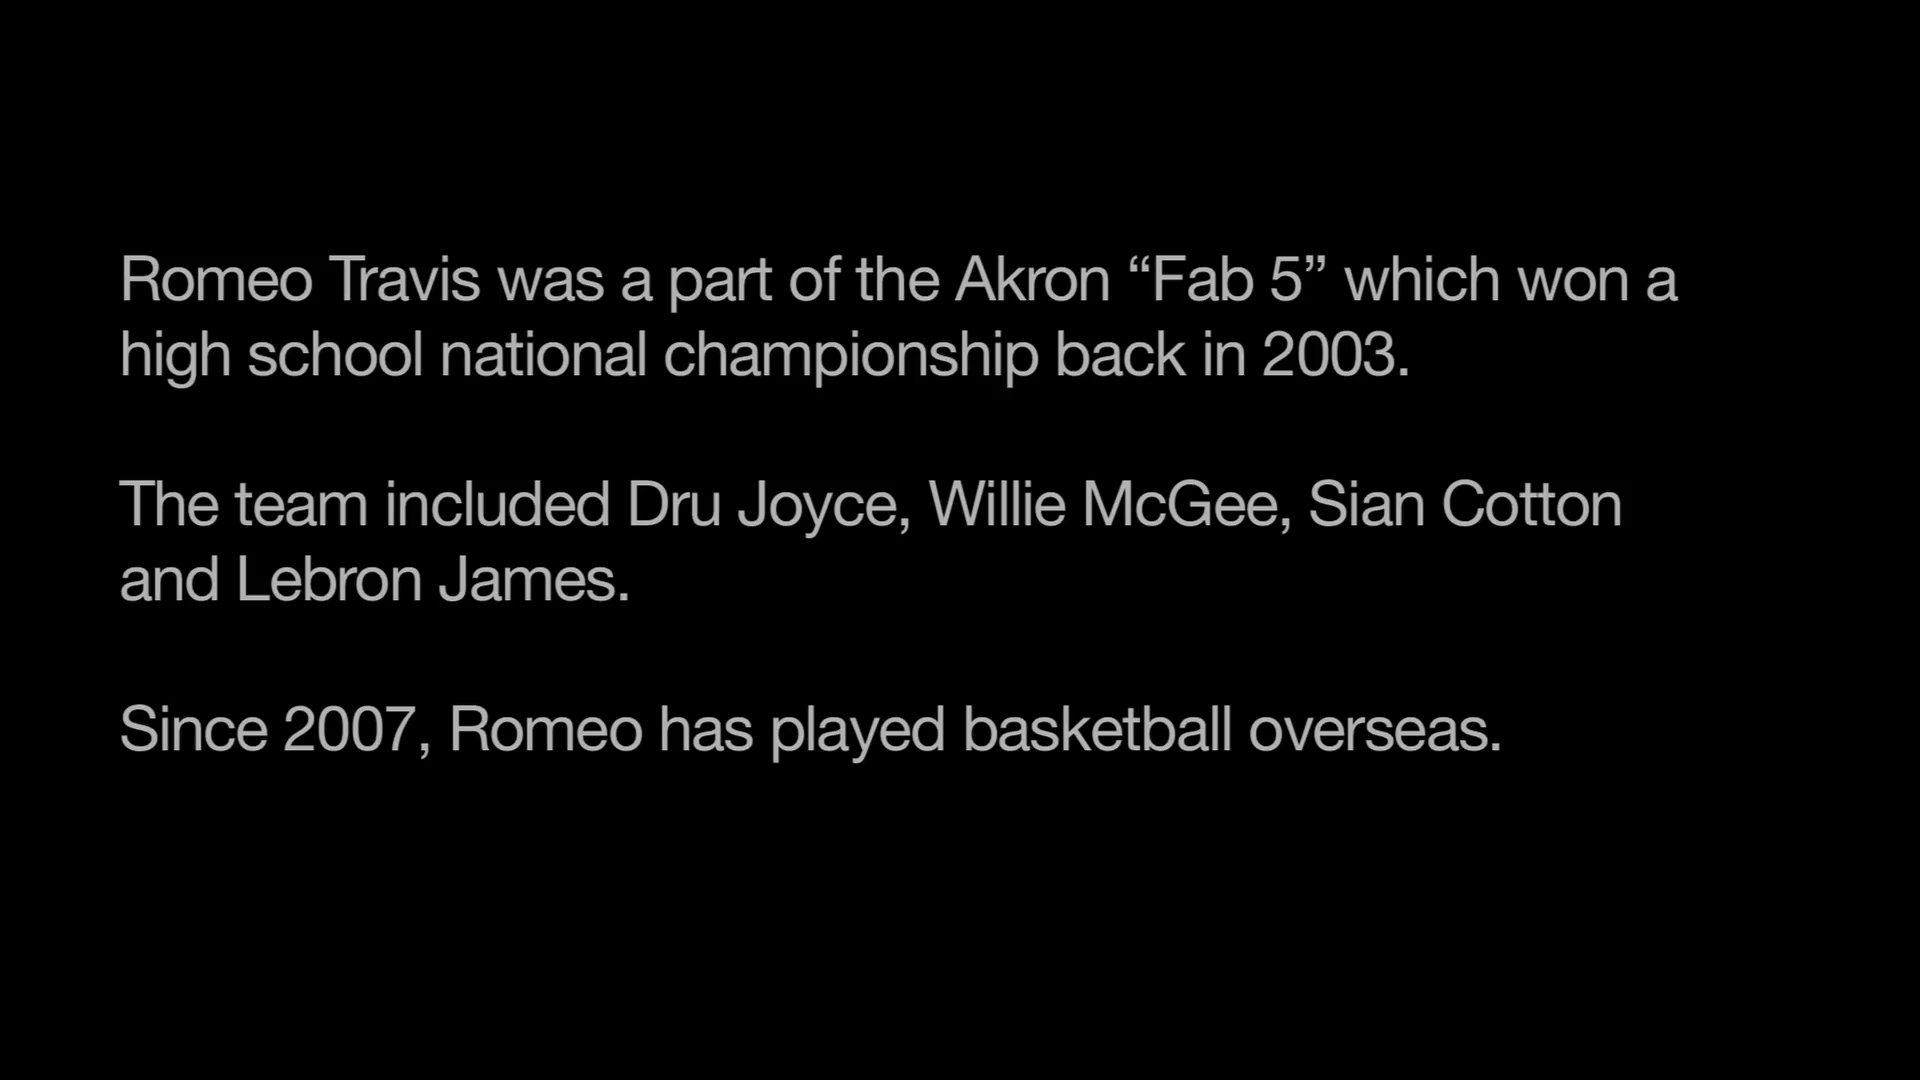 Romeo Travis was a part of the Akron “Fab 5” which won a
high school national championship back in 2003.
The team included Dru Joyce, Willie McGee, Sian Cotton
and Lebron James.
Since 2007, Romeo has played basketball overseas.